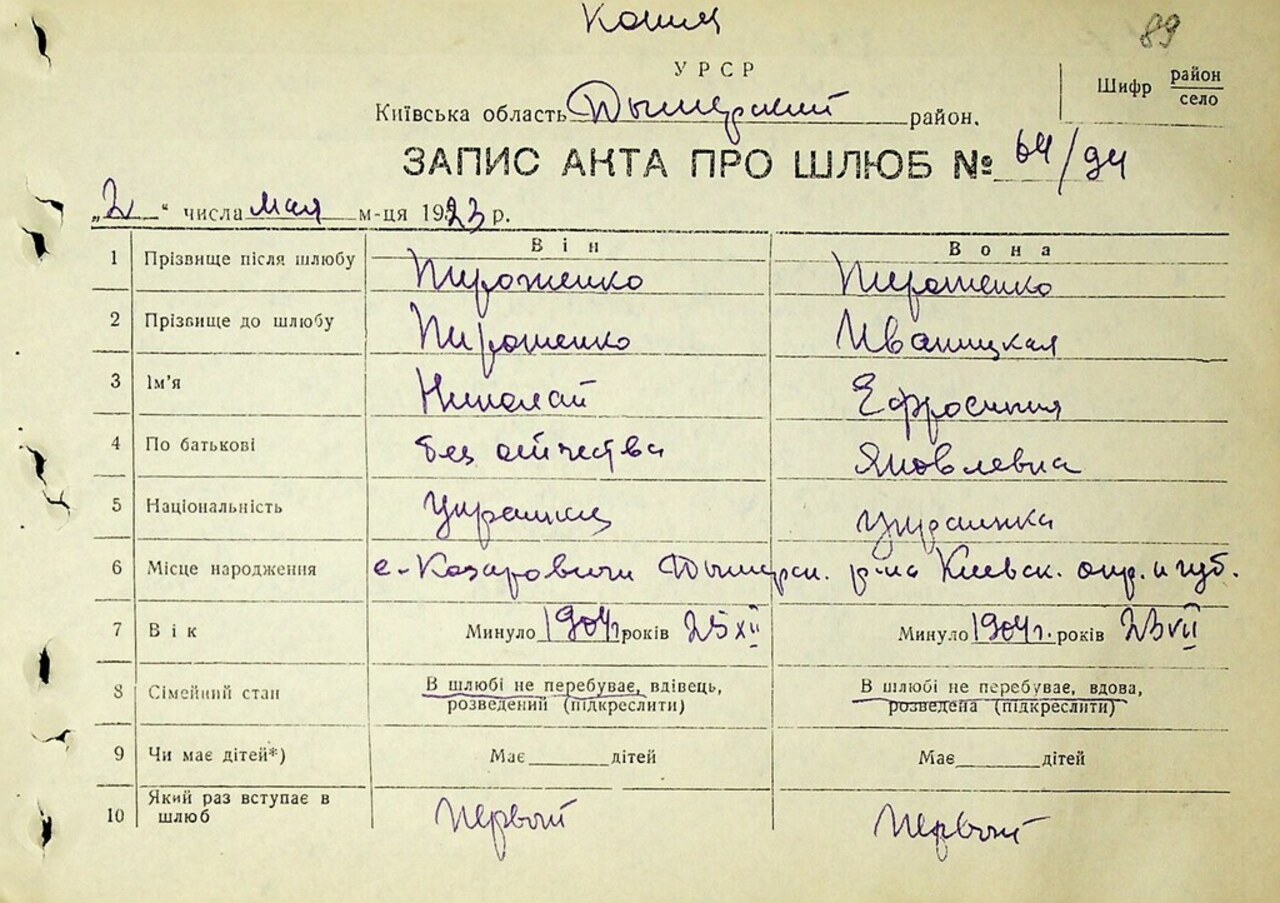 Копия
89
УРСР
Шифр район
село
Київська область Дымерский район.
ЗАПИС АКТА ПРО ШЛЮБ № 64/94
„2“ числа мая м-ця 1923 р.
Він Вона
1 Прізвище після шлюбу Пироженко Пироженко
2 Прізвище до шлюбу Пироженко Иваницкая
3 Ім'я Николай Ефросиния
4 По батькові без отчества Яковлевна
5 Національність украинец украинка
6 Місце народження с. Казаровичи Дымерск. р-на Киевск. окр. и губ.
7 Вік Минуло 1904г. років 25 XII Минуло 1904г. років 23 VII
8 Сімейний стан В шлюбі не перебуває, вдівець, В шлюбі не перебуває, вдова,
розведений (підкреслити) розведена (підкреслити)
9 Чи має дітей*) Має дітей Має дітей
10 Який раз вступає в шлюб первый первый